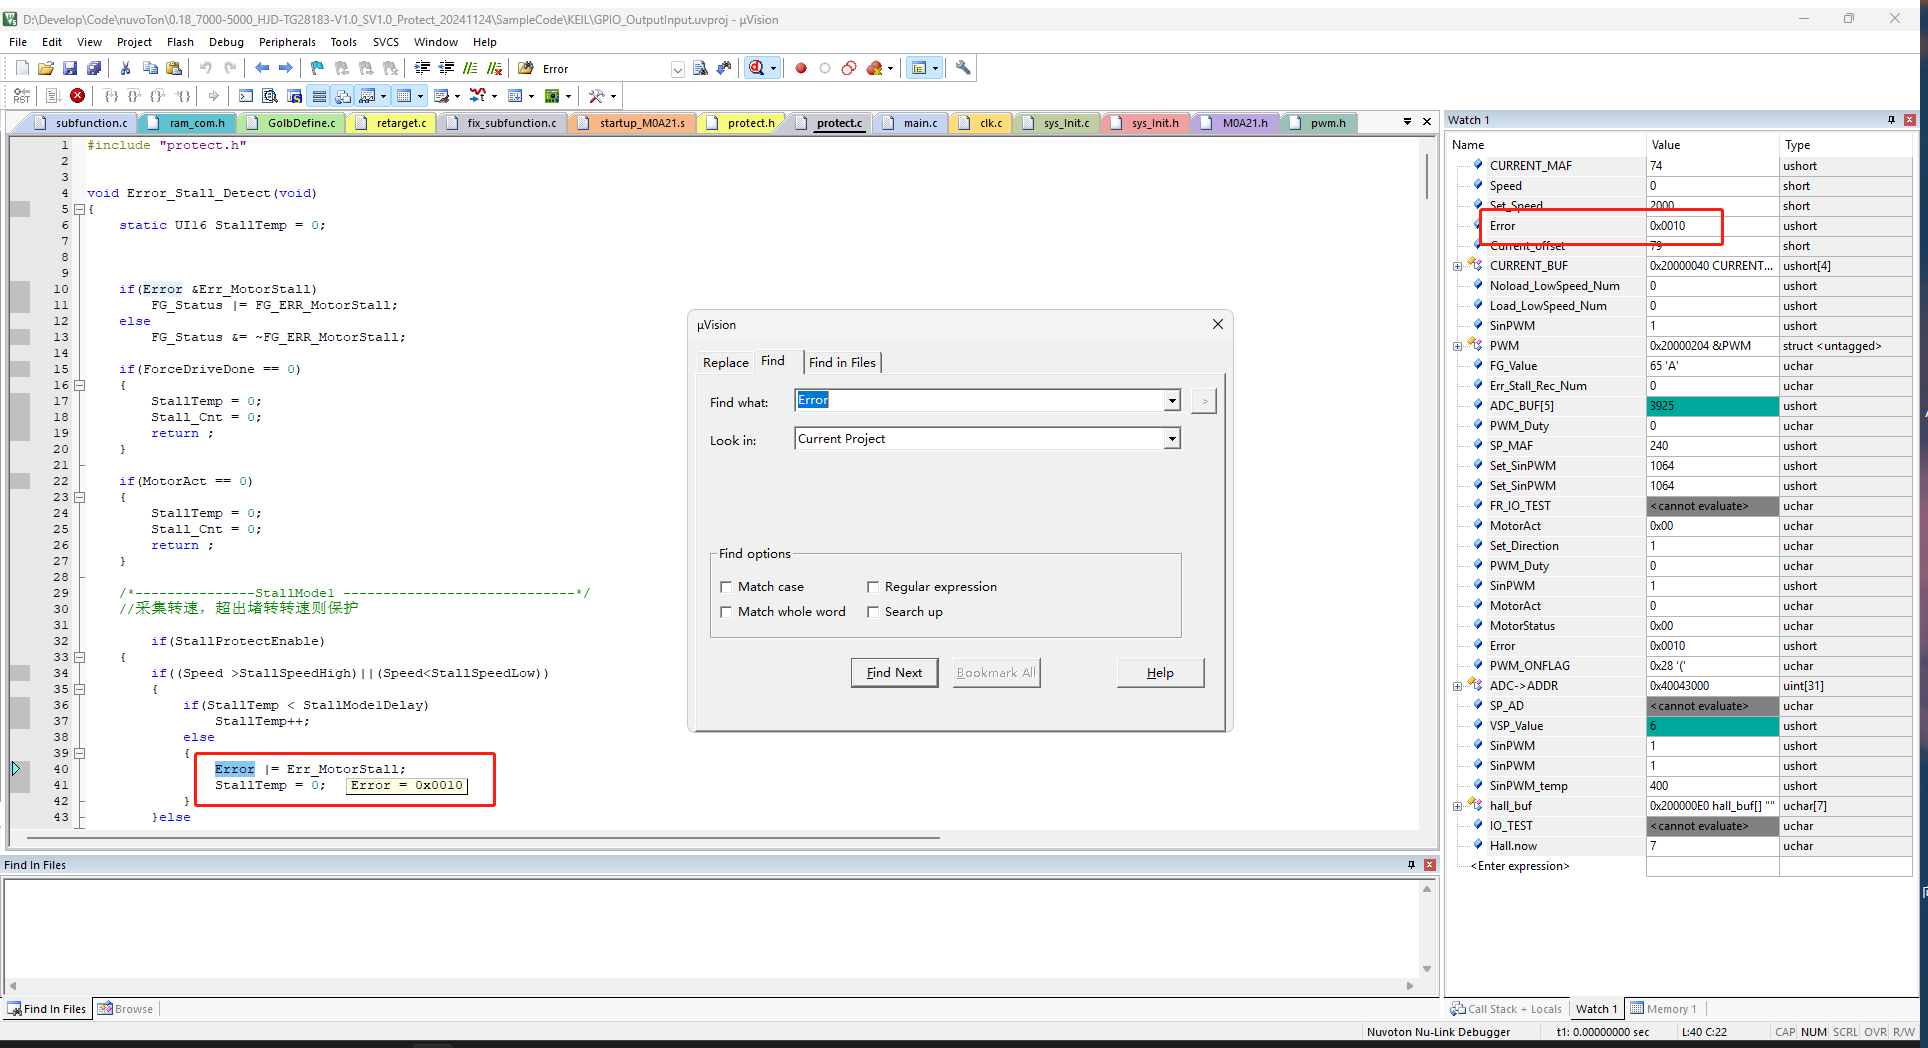 D:\Develop\Code\nuvoTon\0.18_7000-5000_HJD-TG28183-V1.0_SV1.0_Protect_20241124\SampleCode\KEIL\GPIO_OutputInput.uvproj - µVision
File Edit View Project Flash Debug Peripherals Tools SVCS Window Help
Error
RST
subfunction.c ram_com.h GolbDefine.c retarget.c fix_subfunction.c startup_M0A21.s protect.h protect.c main.c clk.c sys_Init.c sys_Init.h M0A21.h pwm.h
1 #include "protect.h"
2
3
4 void Error_Stall_Detect(void)
5 {
6 static UI16 StallTemp = 0;
7
8
9
10 if(Error &Err_MotorStall)
11 FG_Status |= FG_ERR_MotorStall;
12 else
13 FG_Status &= ~FG_ERR_MotorStall;
14
15 if(ForceDriveDone == 0)
16 {
17 StallTemp = 0;
18 Stall_Cnt = 0;
19 return ;
20 }
21
22 if(MotorAct == 0)
23 {
24 StallTemp = 0;
25 Stall_Cnt = 0;
26 return ;
27 }
28
29 /*---------------StallMode1 -----------------------------*/
30 //采集转速，超出堵转转速则保护
31
32 if(StallProtectEnable)
33 {
34 if((Speed >StallSpeedHigh)||(Speed<StallSpeedLow))
35 {
36 if(StallTemp < StallMode1Delay)
37 StallTemp++;
38 else
39 {
40 Error |= Err_MotorStall;
41 StallTemp = 0; Error = 0x0010
42 }
43 }else
µVision
Replace Find Find in Files
Find what: Error >
Look in: Current Project
Find options
Match case Regular expression
Match whole word Search up
Find Next Bookmark All Help
Find In Files
Find In Files Browse
Watch 1
Name Value Type
CURRENT_MAF 74 ushort
Speed 0 short
Set_Speed 2000 short
Error 0x0010 ushort
Current_offset 79 short
CURRENT_BUF 0x20000040 CURRENT... ushort[4]
Noload_LowSpeed_Num 0 ushort
Load_LowSpeed_Num 0 ushort
SinPWM 1 ushort
PWM 0x20000204 &PWM struct <untagged>
FG_Value 65 'A' uchar
Err_Stall_Rec_Num 0 uchar
ADC_BUF[5] 3925 ushort
PWM_Duty 0 uchar
SP_MAF 240 ushort
Set_SinPWM 1064 ushort
Set_SinPWM 1064 ushort
FR_IO_TEST <cannot evaluate> uchar
MotorAct 0x00 uchar
Set_Direction 1 uchar
PWM_Duty 0 uchar
SinPWM 1 ushort
MotorAct 0 uchar
MotorStatus 0x00 uchar
Error 0x0010 ushort
PWM_ONFLAG 0x28 '(' uchar
ADC->ADDR 0x40043000 uint[31]
SP_AD <cannot evaluate> uchar
VSP_Value 6 ushort
SinPWM 1 ushort
SinPWM 1 ushort
SinPWM_temp 400 ushort
hall_buf 0x200000E0 hall_buf[] "" uchar[7]
IO_TEST <cannot evaluate> uchar
Hall.now 7 uchar
<Enter expression>
Call Stack + Locals Watch 1 Memory 1
Nuvoton Nu-Link Debugger t1: 0.00000000 sec L:40 C:22 CAP NUM SCRL OVR R/W